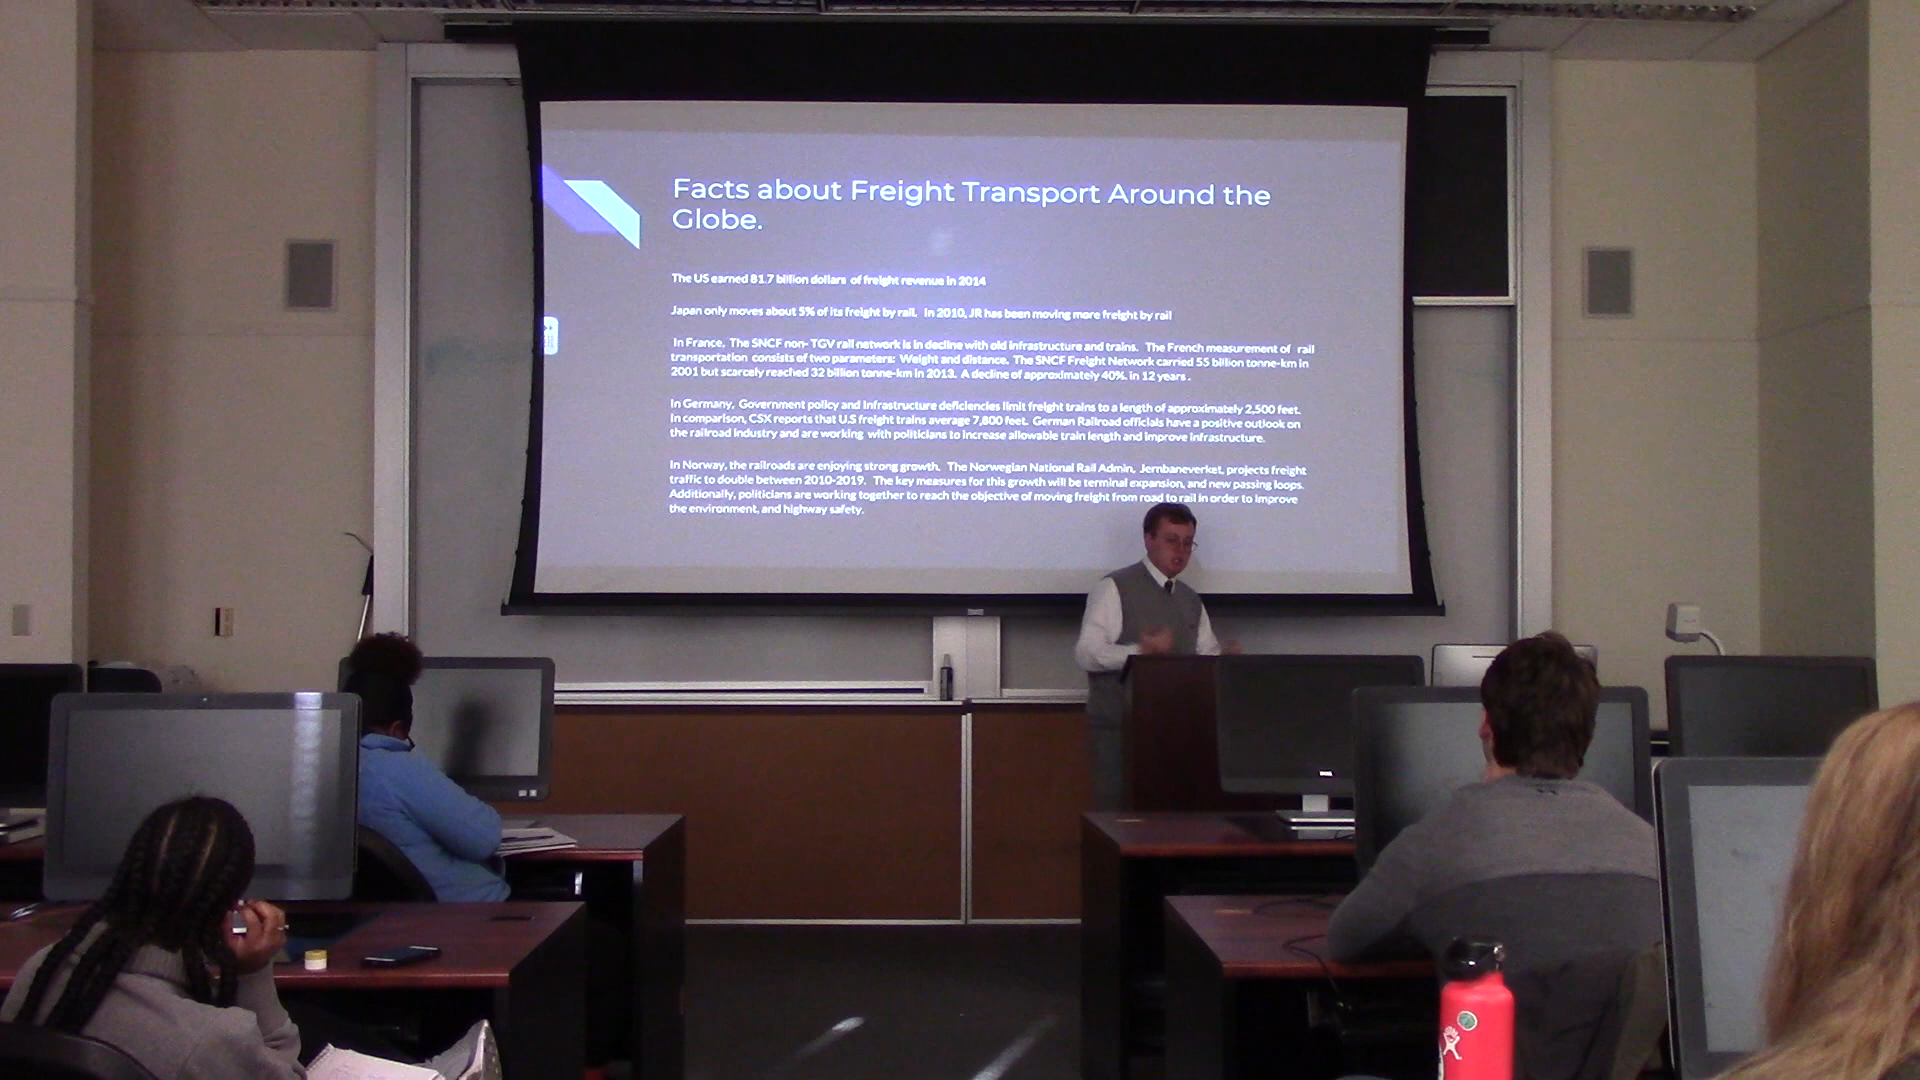 Facts about Freight Transport Around the
Globe.
The US earned 81.7 billion dollars of freight revenue in 2014
Japan only moves about 5% of its freight by rail. In 2010, JR has been moving more freight by rail
In France, The SNCF non- TGV rail network is in decline with old infrastructure and trains. The French measurement of rail
transportation consists of two parameters: Weight and distance. The SNCF Freight Network carried 55 billion tonne-km in
2001 but scarcely reached 32 billion tonne-km in 2013. A decline of approximately 40% in 12 years.
In Germany, Government policy and infrastructure deficiencies limit freight trains to a length of approximately 2,500 feet.
In comparison, CSX reports that U.S freight trains average 7,800 feet. German Railroad officials have a positive outlook on
the railroad industry and are working with politicians to increase allowable train length and improve infrastructure.
In Norway, the railroads are enjoying strong growth. The Norwegian National Rail Admin, Jernbaneverket, projects freight
traffic to double between 2010-2019. The key measures for this growth will be terminal expansion, and new passing loops.
Additionally, politicians are working together to reach the objective of moving freight from road to rail in order to improve
the environment, and highway safety.
DELL